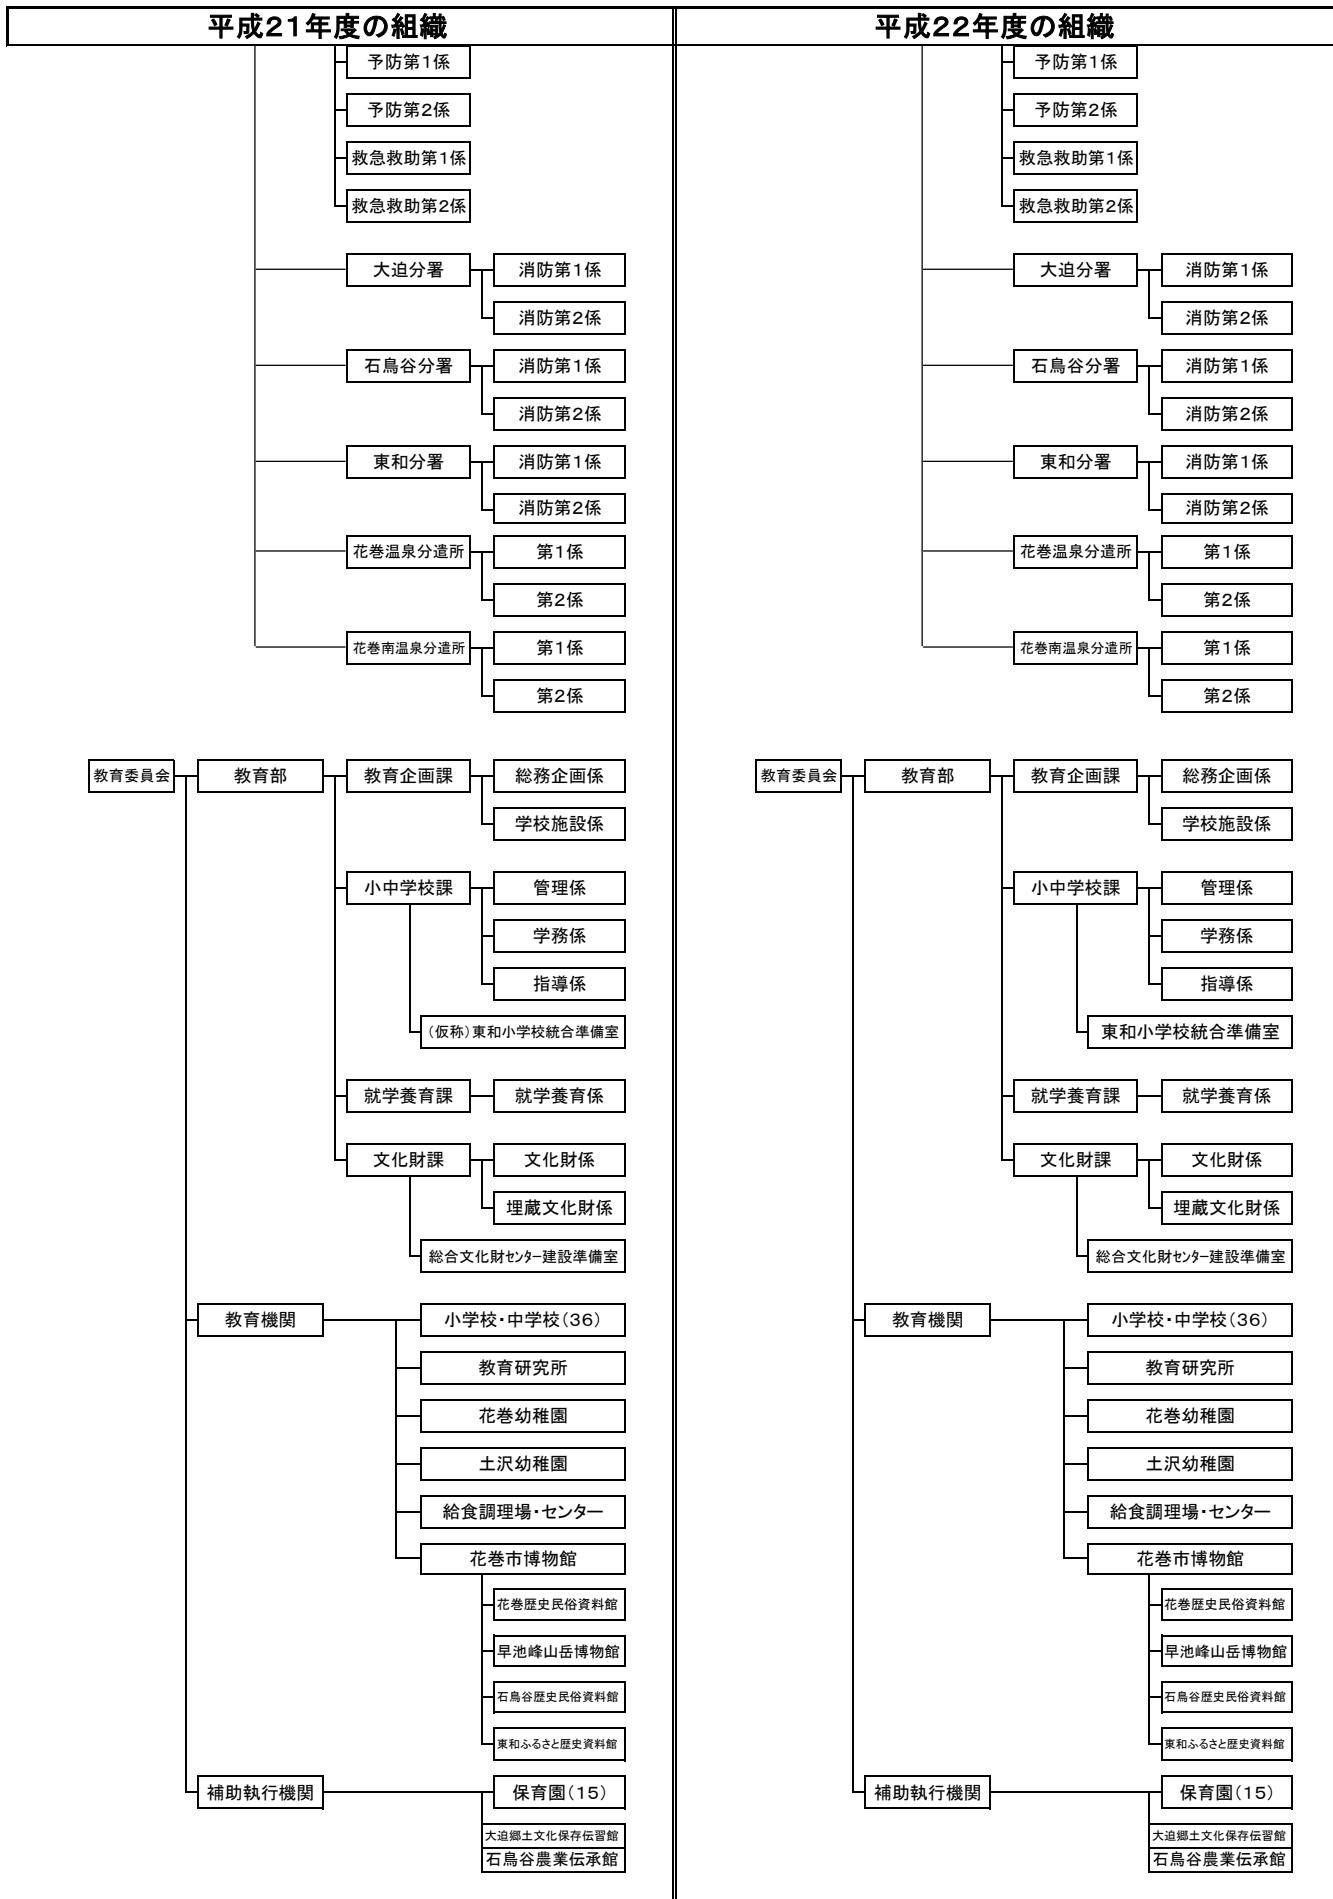 平成21年度の組織
予防第1係
予防第2係
救急救助第1係
救急救助第2係
大迫分署 消防第1係
消防第2係
石鳥谷分署 消防第1係
消防第2係
東和分署 消防第1係
消防第2係
花巻温泉分遣所 第1係
第2係
花巻南温泉分遣所 第1係
第2係
教育委員会 教育部 教育企画課 総務企画係
学校施設係
小中学校課 管理係
学務係
指導係
(仮称)東和小学校統合準備室
就学養育課 就学養育係
文化財課 文化財係
埋蔵文化財係
総合文化財センター建設準備室
教育機関 小学校・中学校(36)
教育研究所
花巻幼稚園
土沢幼稚園
給食調理場・センター
花巻市博物館
花巻歴史民俗資料館
早池峰山岳博物館
石鳥谷歴史民俗資料館
東和ふるさと歴史資料館
補助執行機関 保育園(15)
大迫郷土文化保存伝習館
石鳥谷農業伝承館
平成22年度の組織
予防第1係
予防第2係
救急救助第1係
救急救助第2係
大迫分署 消防第1係
消防第2係
石鳥谷分署 消防第1係
消防第2係
東和分署 消防第1係
消防第2係
花巻温泉分遣所 第1係
第2係
花巻南温泉分遣所 第1係
第2係
教育委員会 教育部 教育企画課 総務企画係
学校施設係
小中学校課 管理係
学務係
指導係
東和小学校統合準備室
就学養育課 就学養育係
文化財課 文化財係
埋蔵文化財係
総合文化財センター建設準備室
教育機関 小学校・中学校(36)
教育研究所
花巻幼稚園
土沢幼稚園
給食調理場・センター
花巻市博物館
花巻歴史民俗資料館
早池峰山岳博物館
石鳥谷歴史民俗資料館
東和ふるさと歴史資料館
補助執行機関 保育園(15)
大迫郷土文化保存伝習館
石鳥谷農業伝承館